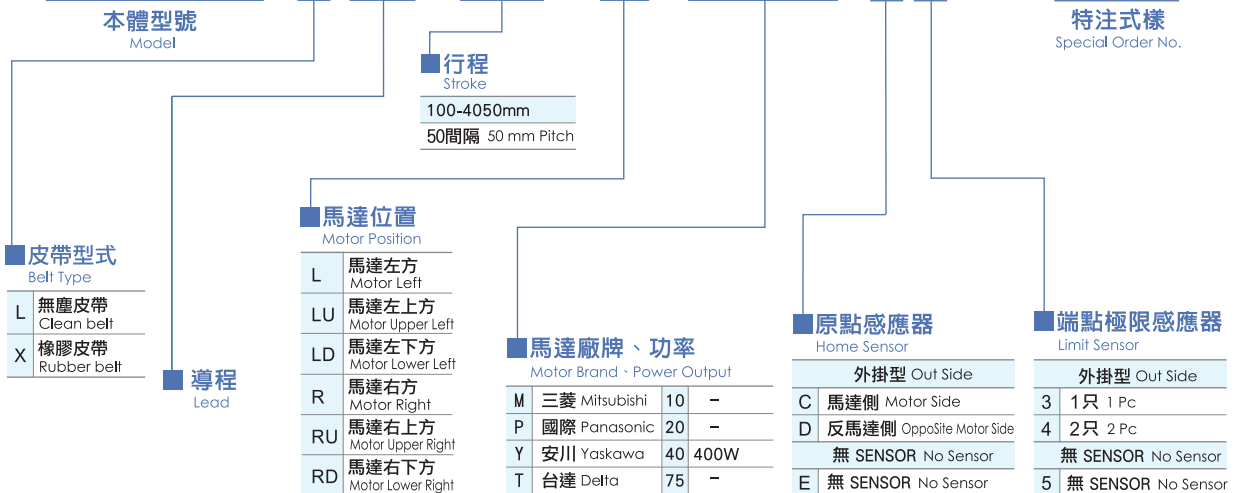 本體型號
Model
特注式樣
Special Order No.
行程
Stroke
100-4050mm
50間隔 50 mm Pitch
馬達位置
Motor Position
L 馬達左方
Motor Left
LU 馬達左上方
Motor Upper Left
LD 馬達左下方
Motor Lower Left
R 馬達右方
Motor Right
RU 馬達右上方
Motor Upper Right
RD 馬達右下方
Motor Lower Right
皮帶型式
Belt Type
L 無塵皮帶
Clean belt
X 橡膠皮帶
Rubber belt
導程
Lead
馬達廠牌、功率
Motor Brand、Power Output
M 三菱 Mitsubishi 10 –
P 國際 Panasonic 20 –
Y 安川 Yaskawa 40 400W
T 台達 Delta 75 –
原點感應器
Home Sensor
外掛型 Out Side
C 馬達側 Motor Side
D 反馬達側 OppoSite Motor Side
無 SENSOR No Sensor
E 無 SENSOR No Sensor
端點極限感應器
Limit Sensor
外掛型 Out Side
3 1只 1 Pc
4 2只 2 Pc
無 SENSOR No Sensor
5 無 SENSOR No Sensor